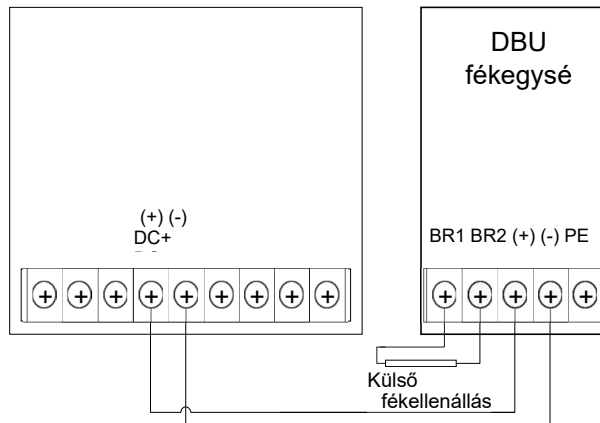 DBU
fékegysé
(+) (-)
DC+
BR1 BR2 (+) (-) PE
Külső
fékellenállás